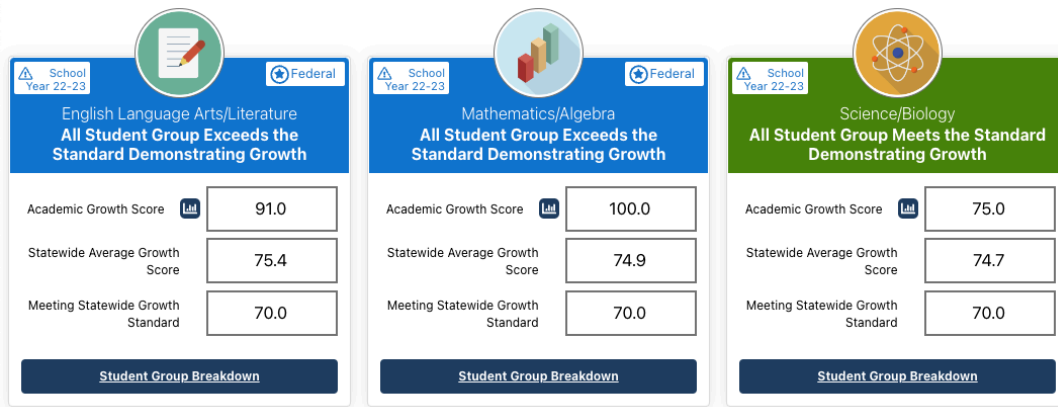 School
Year 22-23
Federal
English Language Arts/Literature
All Student Group Exceeds the
Standard Demonstrating Growth
Academic Growth Score
91.0
Statewide Average Growth
Score
75.4
Meeting Statewide Growth
Standard
70.0
Student Group Breakdown
School
Year 22-23
Federal
Mathematics/Algebra
All Student Group Exceeds the
Standard Demonstrating Growth
Academic Growth Score
100.0
Statewide Average Growth
Score
74.9
Meeting Statewide Growth
Standard
70.0
Student Group Breakdown
School
Year 22-23
Science/Biology
All Student Group Meets the Standard
Demonstrating Growth
Academic Growth Score
75.0
Statewide Average Growth
Score
74.7
Meeting Statewide Growth
Standard
70.0
Student Group Breakdown